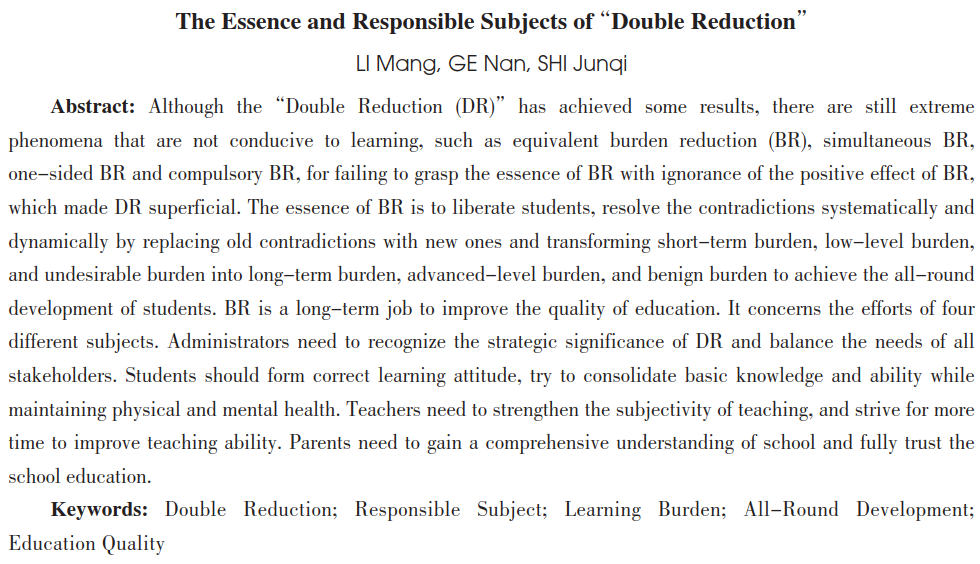 The Essence and Responsible Subjects of “Double Reduction”
LI Mang, GE Nan, SHI Junqi
Abstract: Although the “Double Reduction (DR)” has achieved some results, there are still extreme
phenomena that are not conducive to learning, such as equivalent burden reduction (BR), simultaneous BR,
one-sided BR and compulsory BR, for failing to grasp the essence of BR with ignorance of the positive effect of BR,
which made DR superficial. The essence of BR is to liberate students, resolve the contradictions systematically and
dynamically by replacing old contradictions with new ones and transforming short-term burden, low-level burden,
and undesirable burden into long-term burden, advanced-level burden, and benign burden to achieve the all-round
development of students. BR is a long-term job to improve the quality of education. It concerns the efforts of four
different subjects. Administrators need to recognize the strategic significance of DR and balance the needs of all
stakeholders. Students should form correct learning attitude, try to consolidate basic knowledge and ability while
maintaining physical and mental health. Teachers need to strengthen the subjectivity of teaching, and strive for more
time to improve teaching ability. Parents need to gain a comprehensive understanding of school and fully trust the
school education.
Keywords: Double Reduction; Responsible Subject; Learning Burden; All-Round Development;
Education Quality